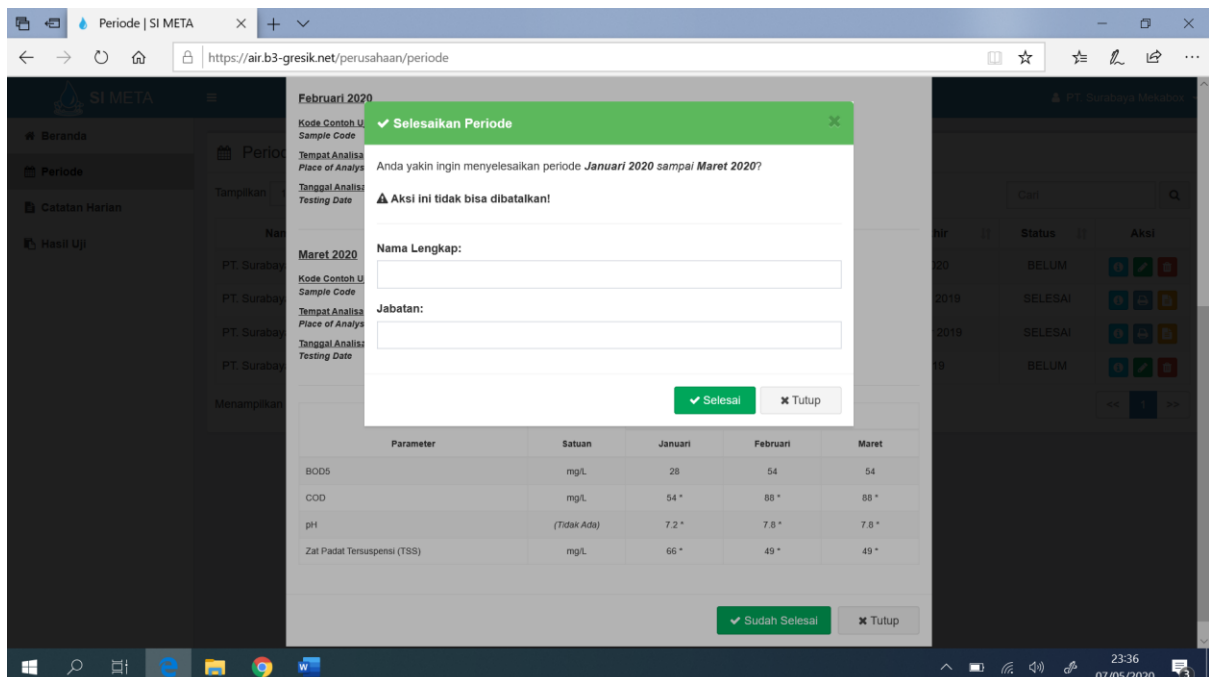 Periode | SI META
https://air.b3-gresik.net/perusahaan/periode
SI META
PT. Surabaya Mekabox
Beranda
Periode
Catatan Harian
Hasil Uji
Periode
Tampilkan
Cari
Status
Aksi
PT. Surabay
BELUM
PT. Surabay
2019
SELESAI
PT. Surabay
2019
SELESAI
PT. Surabay
BELUM
Menampilkan
<< 1 >>
Februari 2020
Kode Contoh U
Sample Code
Tempat Analisa
Place of Analys
Tanggal Analisa
Testing Date
Maret 2020
Kode Contoh U
Sample Code
Tempat Analisa
Place of Analys
Tanggal Analisa
Testing Date
Selesaikan Periode
Anda yakin ingin menyelesaikan periode Januari 2020 sampai Maret 2020?
Aksi ini tidak bisa dibatalkan!
Nama Lengkap:
Jabatan:
Selesai
Tutup
Parameter Satuan Januari Februari Maret
BOD5 mg/L 28 54 54
COD mg/L 54 * 88 * 88 *
pH (Tidak Ada) 7.2 * 7.8 * 7.8 *
Zat Padat Tersuspensi (TSS) mg/L 66 * 49 * 49 *
Sudah Selesai
Tutup
23:36
07/05/2020